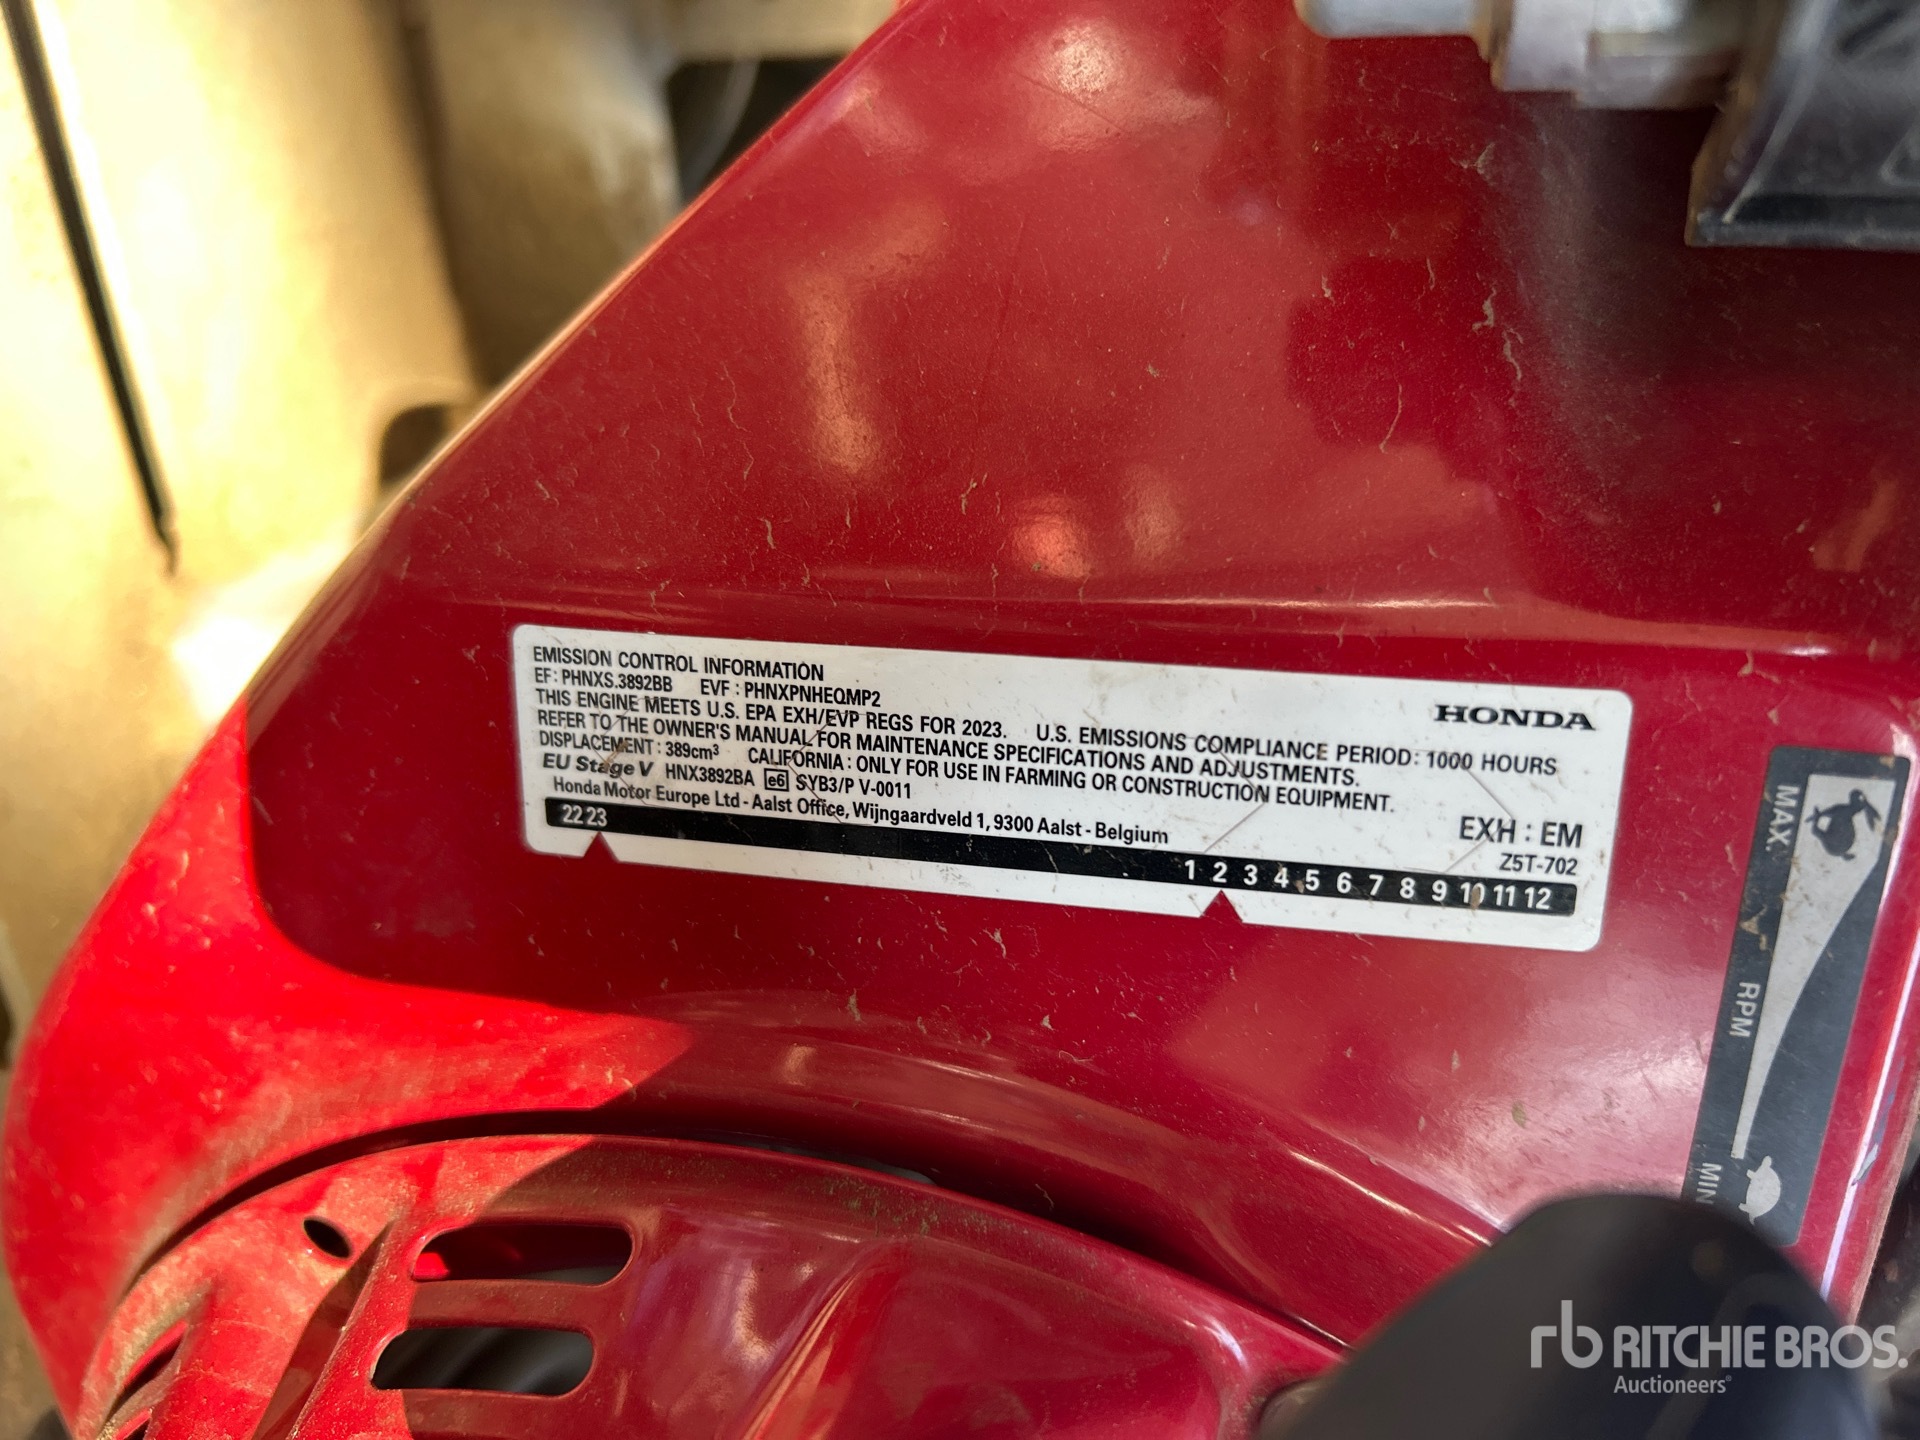 EMISSION CONTROL INFORMATION
EF: PHNXS.3892BB EVF : PHNXPNHEQMP2
HONDA
THIS ENGINE MEETS U.S. EPA EXH/EVP REGS FOR 2023. U.S. EMISSIONS COMPLIANCE PERIOD: 1000 HOURS
REFER TO THE OWNER'S MANUAL FOR MAINTENANCE SPECIFICATIONS AND ADJUSTMENTS.
DISPLACEMENT : 389cm³ CALIFORNIA : ONLY FOR USE IN FARMING OR CONSTRUCTION EQUIPMENT.
EU Stage V HNX3892BA e6 SYB3/P V-0011
Honda Motor Europe Ltd - Aalst Office, Wijngaardveld 1, 9300 Aalst - Belgium
EXH : EM
Z5T-702
22 23
1 2 3 4 5 6 7 8 9 10 11 12
MAX
RPM
MIN
rb RITCHIE BROS.
Auctioneers®